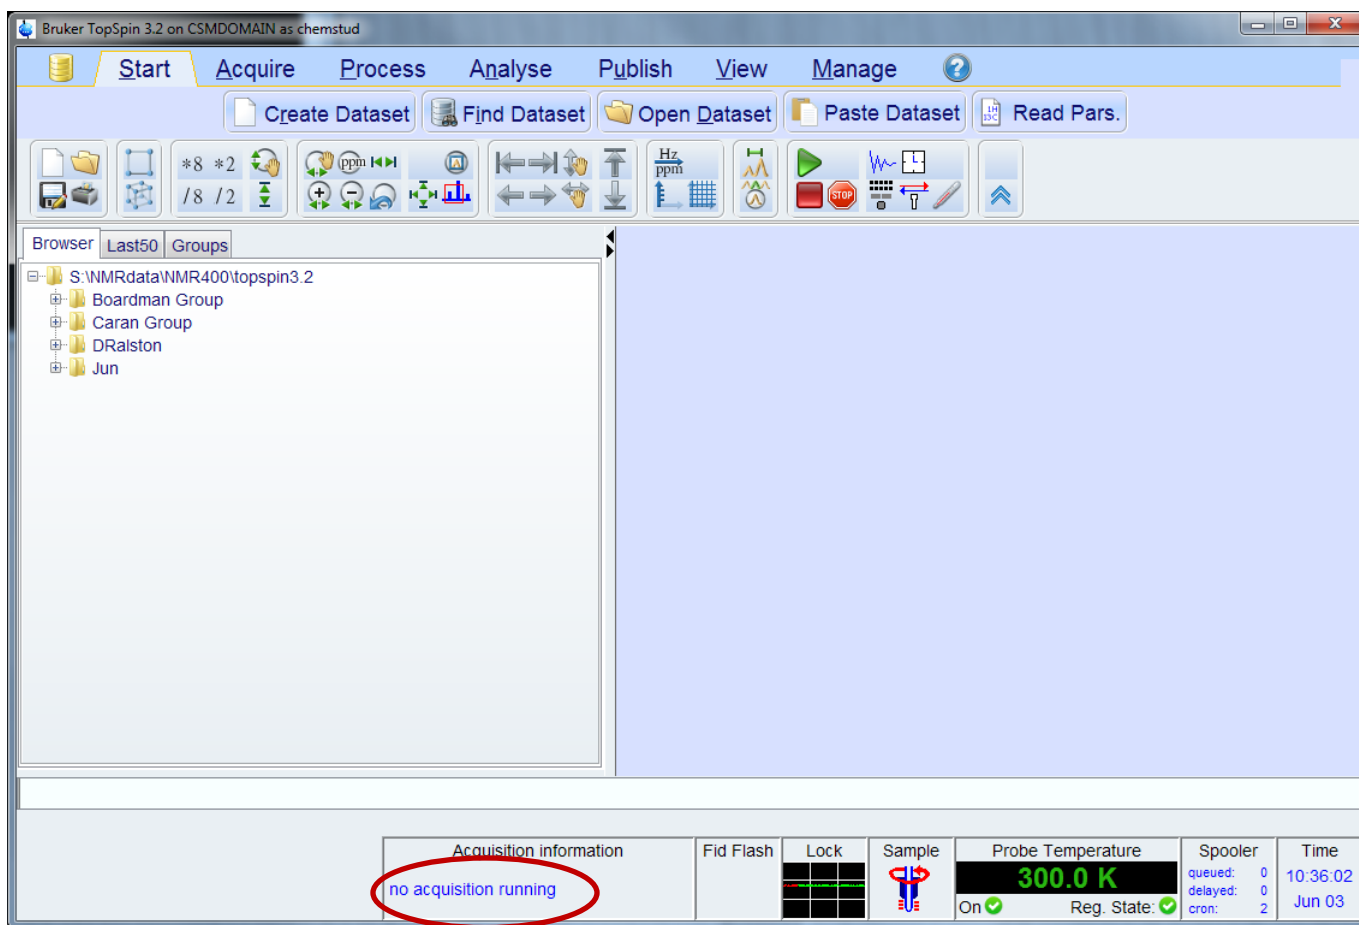 Bruker TopSpin 3.2 on CSMDOMAIN as chemstud
Start Acquire Process Analyse Publish View Manage ?
Create Dataset Find Dataset Open Dataset Paste Dataset 1H 13C Read Pars.
*8 *2 ppm Hz ppm
/8 /2 STOP
Browser Last50 Groups
S:\NMRdata\NMR400\topspin3.2
Boardman Group
Caran Group
DRalston
Jun
Acquisition information Fid Flash Lock Sample Probe Temperature Spooler Time
no acquisition running 300.0 K queued: 0 10:36:02
delayed: 0
On Reg. State: cron: 2 Jun 03